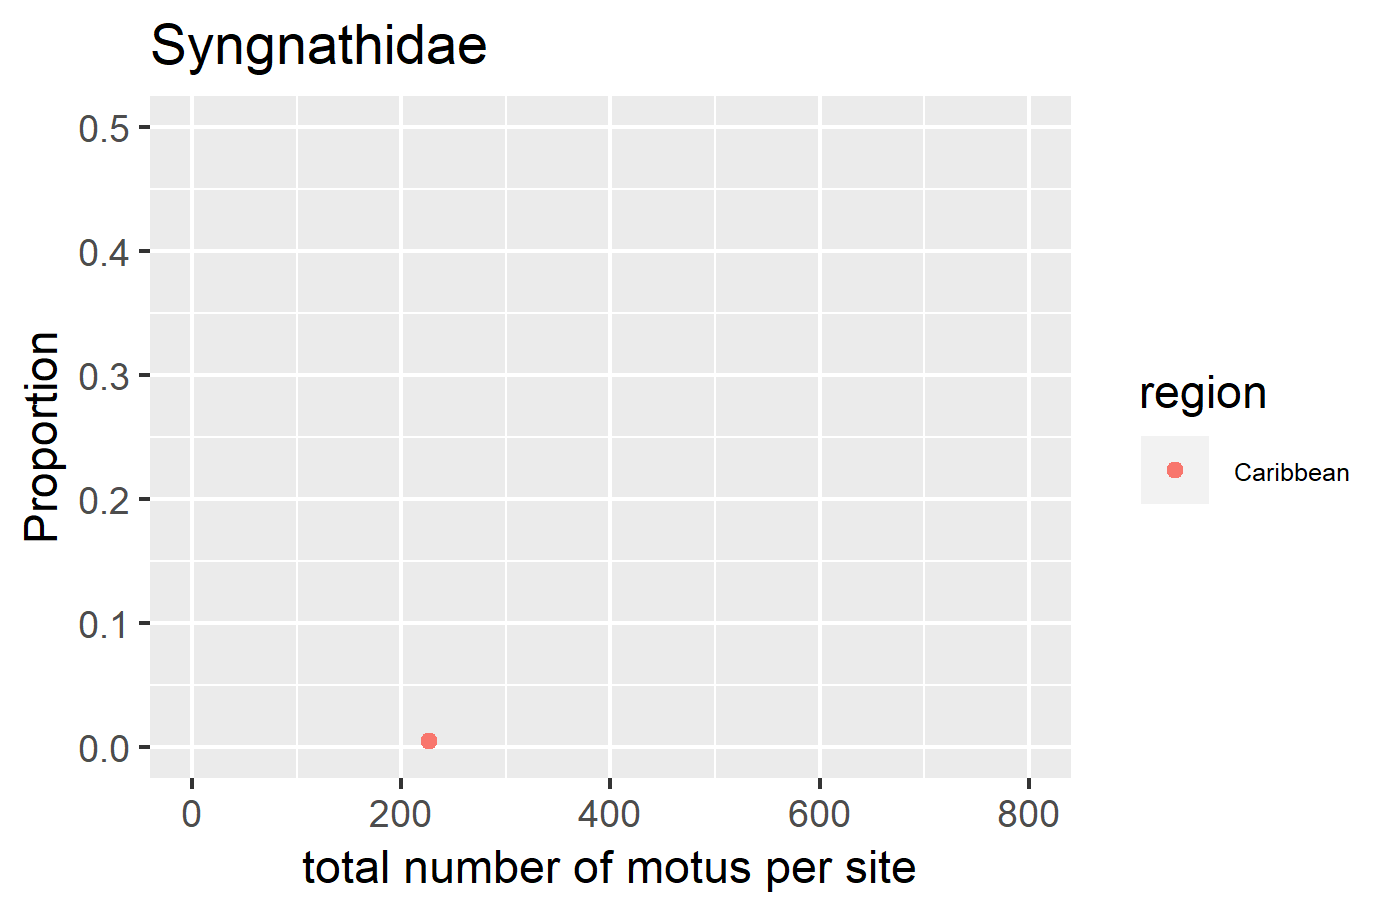 Syngnathidae
0.5
0.4
0.3
0.2
0.1
0.0
Proportion
0 200 400 600 800
total number of motus per site
region
Caribbean